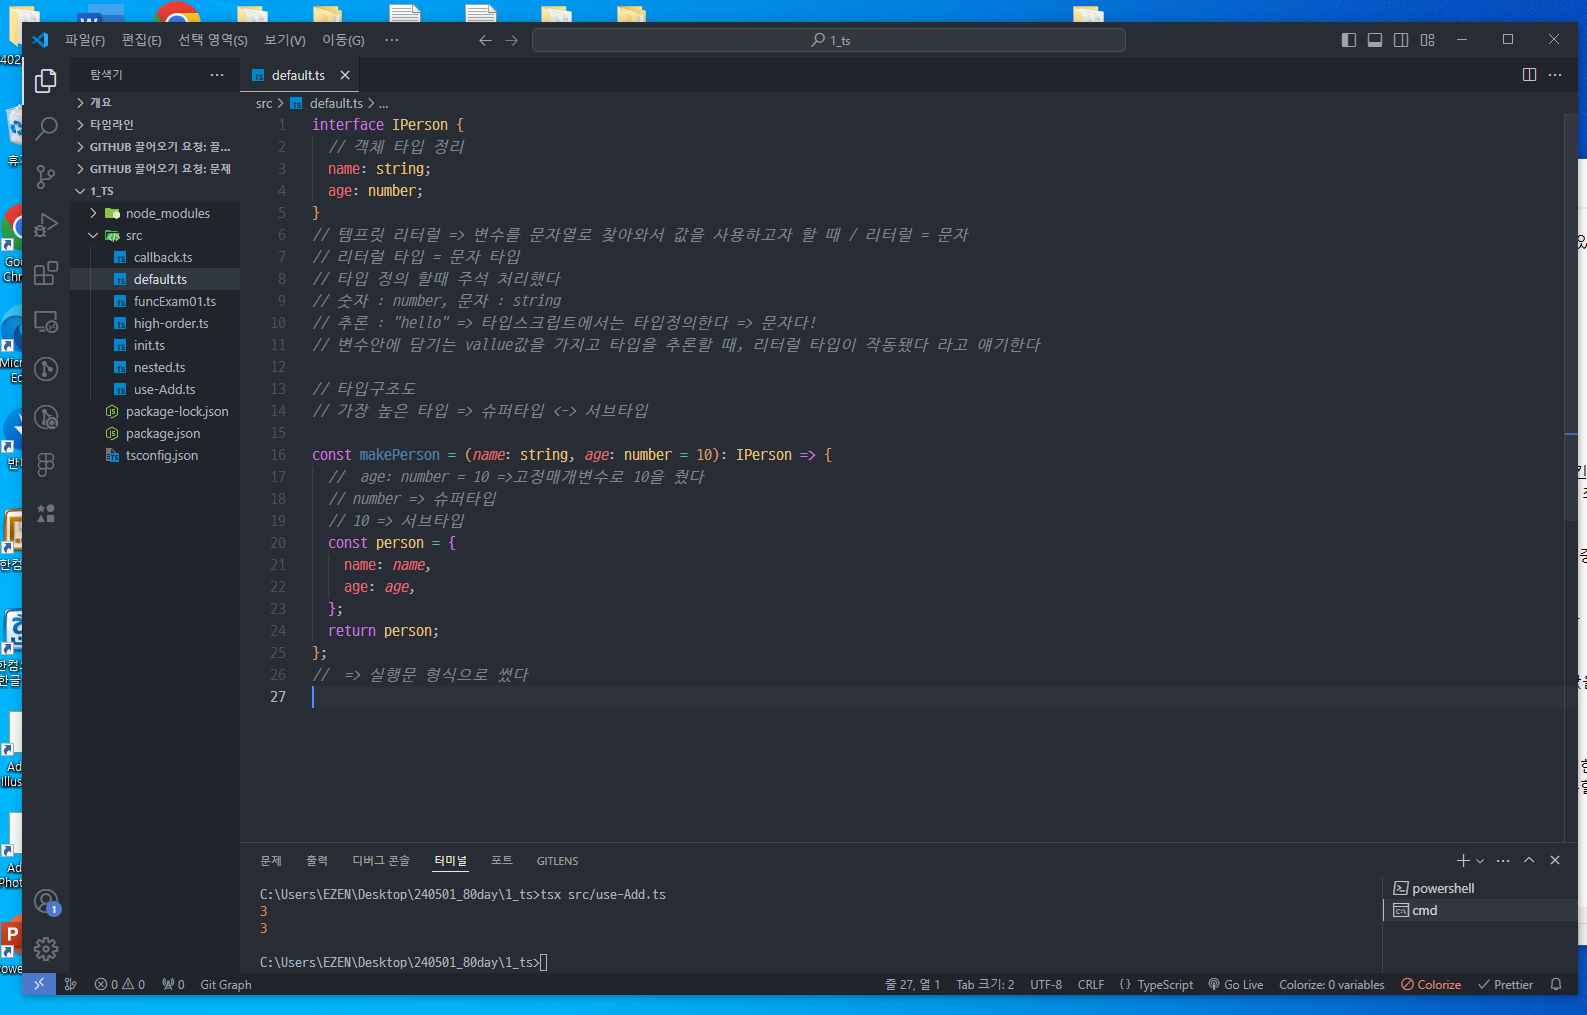 파일(F) 편집(E) 선택 영역(S) 보기(V) 이동(G) ··· 1_ts
탐색기 ···
default.ts
개요
타임라인
GITHUB 끌어오기 요청: 끌...
GITHUB 끌어오기 요청: 문제
1_TS
node_modules
src
callback.ts
default.ts
funcExam01.ts
high-order.ts
init.ts
nested.ts
use-Add.ts
package-lock.json
package.json
tsconfig.json
src > default.ts > ...
1 interface IPerson {
2 // 객체 타입 정리
3 name: string;
4 age: number;
5 }
6 // 템프릿 리터럴 => 변수를 문자열로 찾아와서 값을 사용하고자 할 때 / 리터럴 = 문자
7 // 리터럴 타입 = 문자 타입
8 // 타입 정의 할때 주석 처리했다
9 // 숫자 : number, 문자 : string
10 // 추론 : "hello" => 타입스크립트에서는 타입정의한다 => 문자다!
11 // 변수안에 담기는 vallue값을 가지고 타입을 추론할 때, 리터럴 타입이 작동됐다 라고 얘기한다
12
13 // 타입구조도
14 // 가장 높은 타입 => 슈퍼타입 <-> 서브타입
15
16 const makePerson = (name: string, age: number = 10): IPerson => {
17 //  age: number = 10 =>고정매개변수로 10을 줬다
18 // number => 슈퍼타입
19 // 10 => 서브타입
20 const person = {
21 name: name,
22 age: age,
23 };
24 return person;
25 };
26 //  => 실행문 형식으로 썼다
27
문제 출력 디버그 콘솔 터미널 포트 GITLENS
C:\Users\EZEN\Desktop\240501_80day\1_ts>tsx src/use-Add.ts
3
3
C:\Users\EZEN\Desktop\240501_80day\1_ts>
powershell
cmd
1
0 0 0 Git Graph 줄 27, 열 1 Tab 크기: 2 UTF-8 CRLF {} TypeScript Go Live Colorize: 0 variables Colorize Prettier